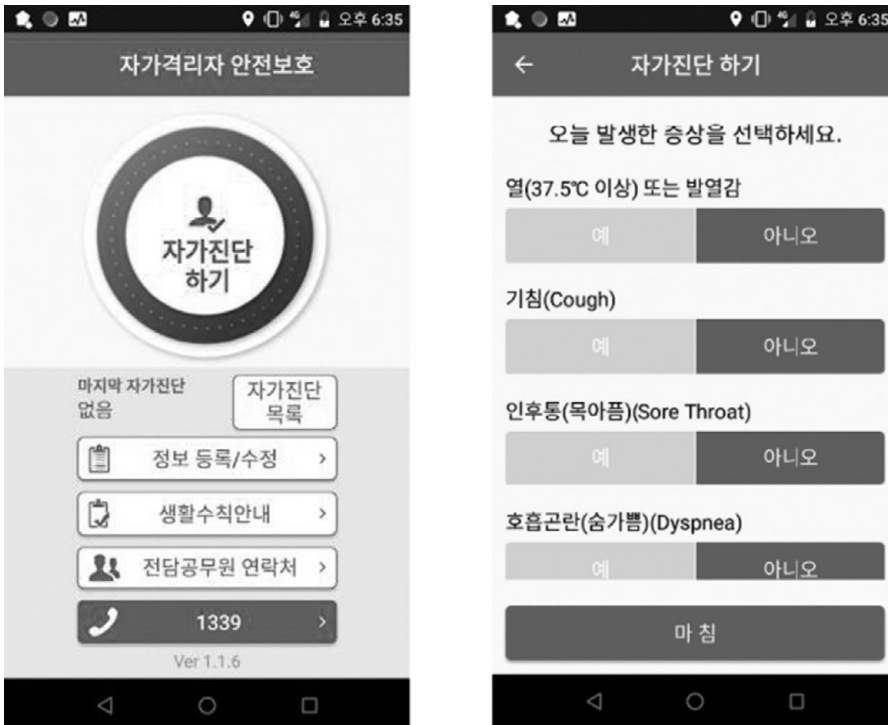 오후 6:35
자가격리자 안전보호
자가진단
하기
마지막 자가진단
없음
자가진단
목록
정보 등록/수정
생활수칙안내
전담공무원 연락처
1339
Ver 1.1.6
오후 6:35
자가진단 하기
오늘 발생한 증상을 선택하세요.
열(37.5℃ 이상) 또는 발열감
예 아니오
기침(Cough)
예 아니오
인후통(목아픔)(Sore Throat)
예 아니오
호흡곤란(숨가쁨)(Dyspnea)
예 아니오
마 침